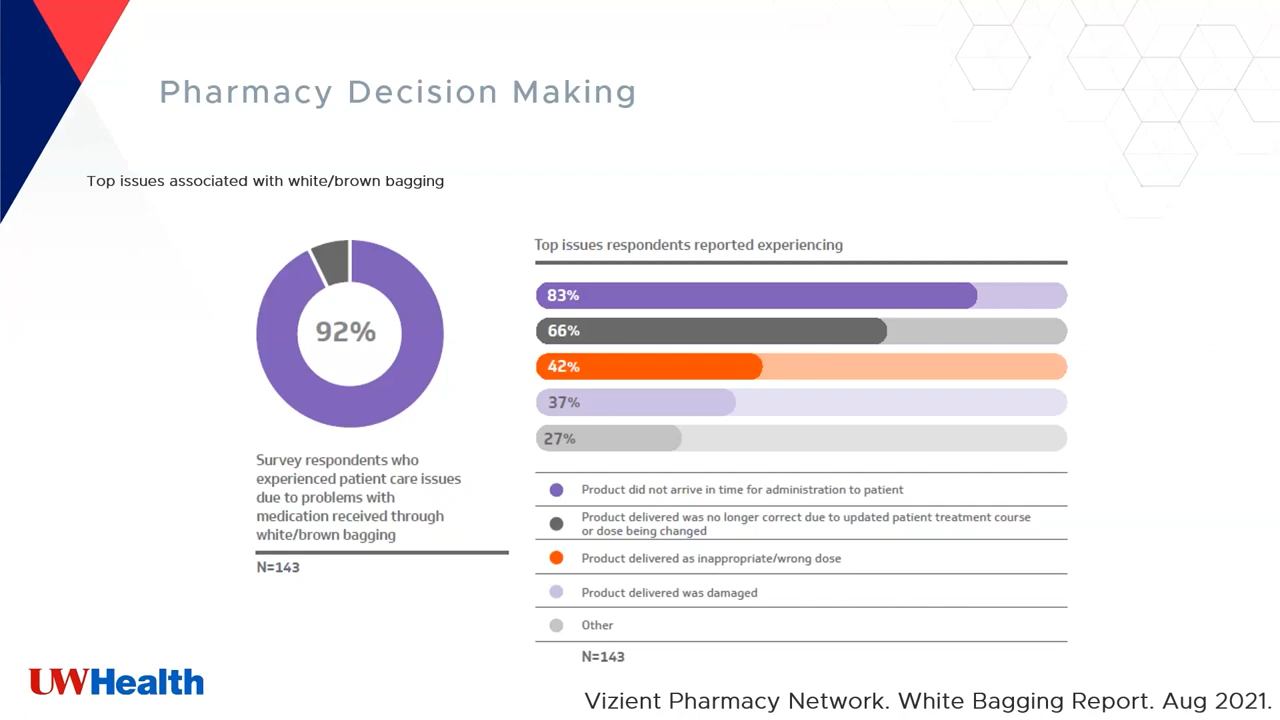 Pharmacy Decision Making
Top issues associated with white/brown bagging
92%
Survey respondents who
experienced patient care issues
due to problems with
medication received through
white/brown bagging
N=143
Top issues respondents reported experiencing
83%
66%
42%
37%
27%
Product did not arrive in time for administration to patient
Product delivered was no longer correct due to updated patient treatment course
or dose being changed
Product delivered as inappropriate/wrong dose
Product delivered was damaged
Other
N=143
UWHealth
Vizient Pharmacy Network. White Bagging Report. Aug 2021.